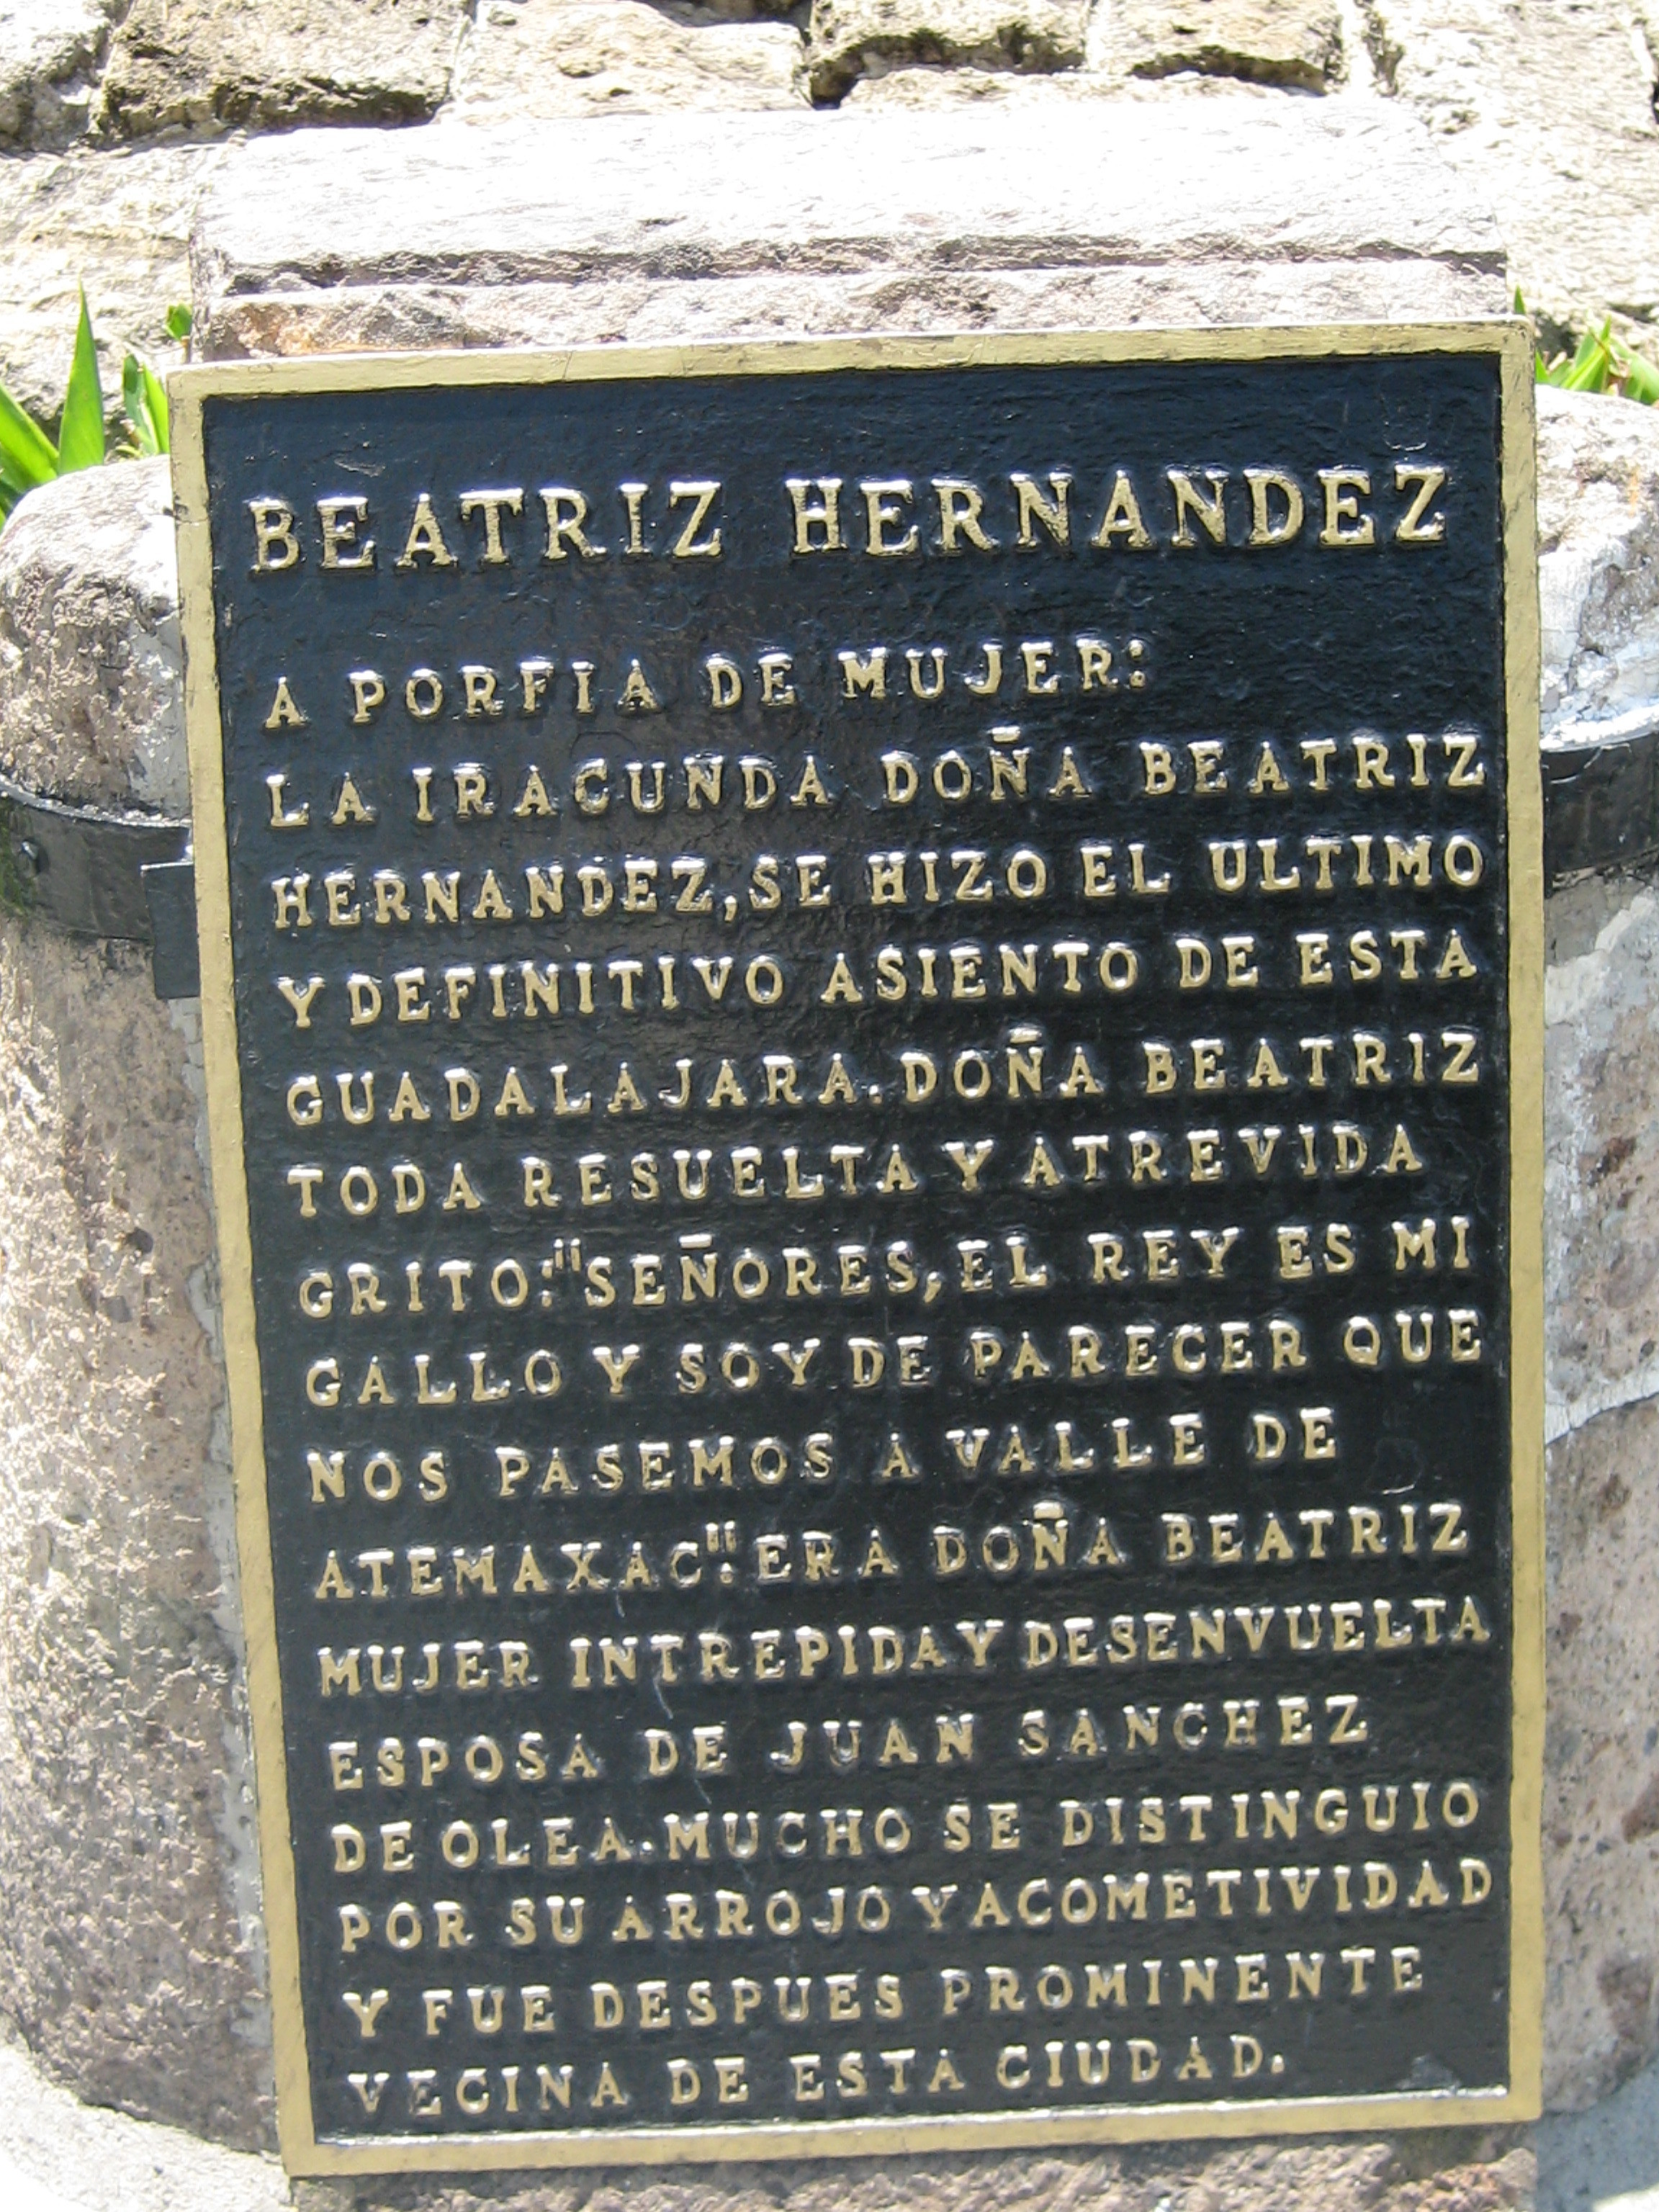 BEATRIZ HERNANDEZ
A PORFIA DE MUJER:
LA IRACUNDA DOÑA BEATRIZ
HERNANDEZ, SE HIZO EL ULTIMO
Y DEFINITIVO ASIENTO DE ESTA
GUADALAJARA. DOÑA BEATRIZ
TODA RESUELTA Y ATREVIDA
GRITO: "SEÑORES, EL REY ES MI
GALLO Y SOY DE PARECER QUE
NOS PASEMOS A VALLE DE
ATEMAXAC". ERA DOÑA BEATRIZ
MUJER INTREPIDA Y DESENVUELTA
ESPOSA DE JUAN SANCHEZ
DE OLEA. MUCHO SE DISTINGUIO
POR SU ARROJO Y ACOMETIVIDAD
Y FUE DESPUES PROMINENTE
VECINA DE ESTA CIUDAD.